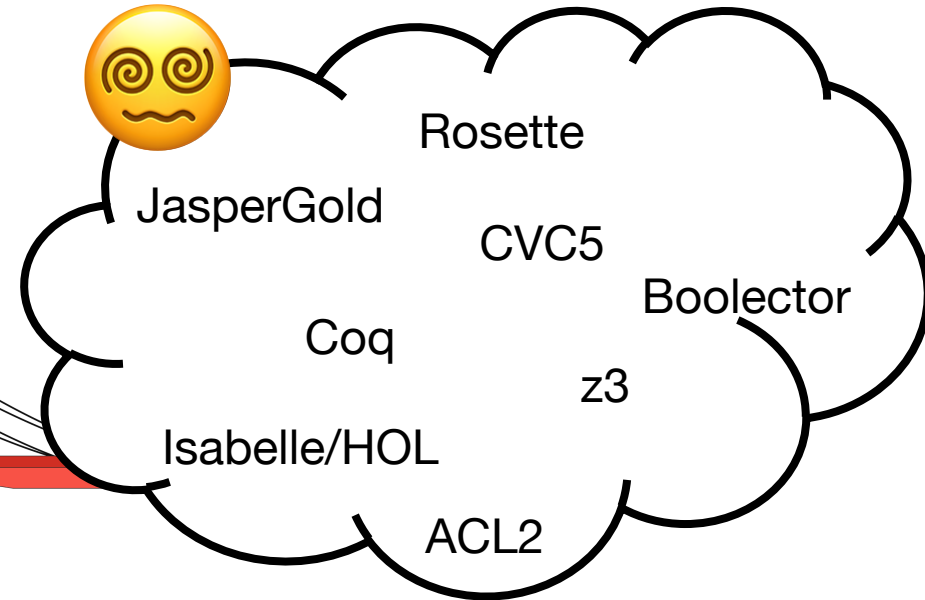 Rosette
JasperGold
CVC5
Boolector
Coq
z3
Isabelle/HOL
ACL2